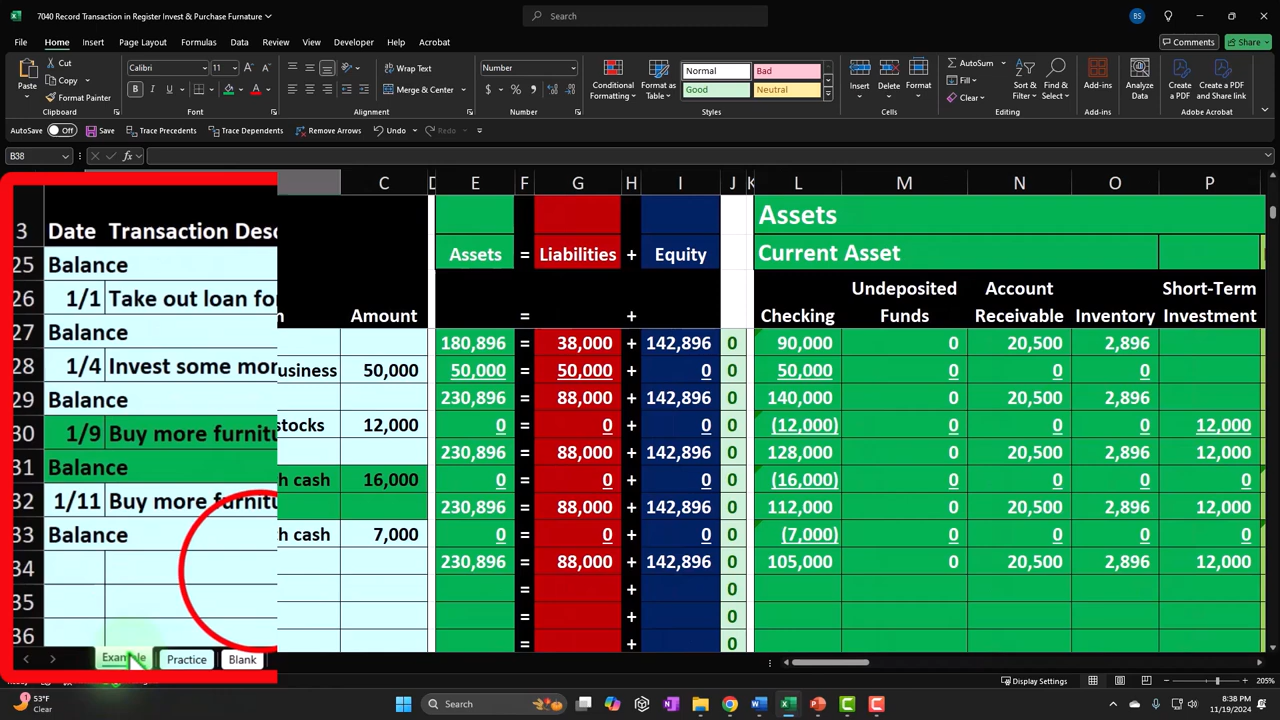 7040 Record Transaction in Register Invest & Purchase Furnature
Search
BS
File Home Insert Page Layout Formulas Data Review View Developer Help Acrobat
Comments Share
Paste
Cut
Copy
Format Painter
Clipboard
Calibri 11
B I U
Font
Wrap Text
Merge & Center
Alignment
Number
$ % ,
Number
Conditional Formatting
Format as Table
Normal Bad
Good Neutral
Styles
Insert Delete Format
Cells
AutoSum
Fill
Clear
Sort & Filter
Find & Select
Editing
Add-ins
Add-ins
Analyze Data
Create a PDF
Create a PDF and Share link
Adobe Acrobat
AutoSave Off Save Trace Precedents Trace Dependents Remove Arrows Undo Redo
B38 fx
C D E F G H I J K L M N O P
Assets
Assets = Liabilities + Equity Current Asset
3 Date Transaction Desc
Amount = + Checking Undeposited Funds Account Receivable Inventory Short-Term Investment
25 Balance 180,896 = 38,000 + 142,896 0 90,000 0 20,500 2,896
26 1/1 Take out loan for business 50,000 50,000 = 50,000 + 0 0 50,000 0 0 0
27 Balance 230,896 = 88,000 + 142,896 0 140,000 0 20,500 2,896
28 1/4 Invest some mon stocks 12,000 0 = 0 + 0 0 (12,000) 0 0 0 12,000
29 Balance 230,896 = 88,000 + 142,896 0 128,000 0 20,500 2,896 12,000
30 1/9 Buy more furnitu h cash 16,000 0 = 0 + 0 0 (16,000) 0 0 0 0
31 Balance 230,896 = 88,000 + 142,896 0 112,000 0 20,500 2,896 12,000
32 1/11 Buy more furnitu h cash 7,000 0 = 0 + 0 0 (7,000) 0 0 0 0
33 Balance 230,896 = 88,000 + 142,896 0 105,000 0 20,500 2,896 12,000
34 = + 0
35 = + 0
36 = + 0
Example Practice Blank
Display Settings 205%
53°F
Clear
Search
8:38 PM
11/19/2024